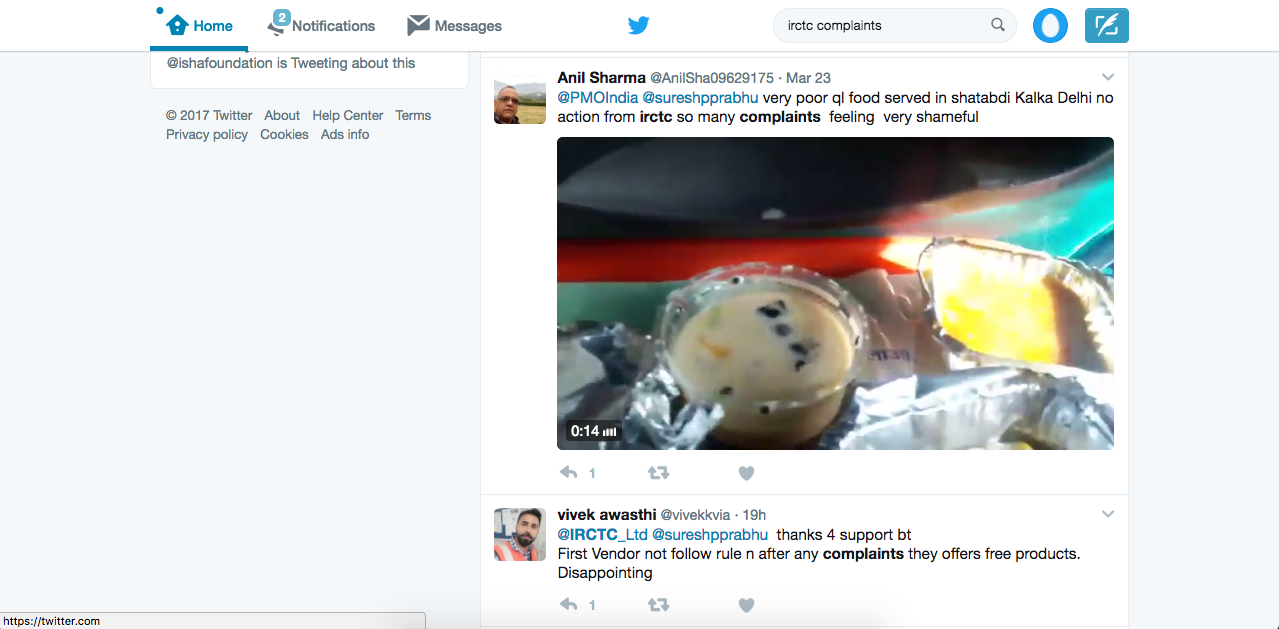 Home
2
Notifications
Messages
irctc complaints
@ishafoundation is Tweeting about this
© 2017 Twitter About Help Center Terms
Privacy policy Cookies Ads info
Anil Sharma @AnilSha09629175 · Mar 23
@PMOIndia @sureshpprabhu very poor ql food served in shatabdi Kalka Delhi no
action from irctc so many complaints feeling very shameful
0:14
1
vivek awasthi @vivekkvia · 19h
@IRCTC_Ltd @sureshpprabhu thanks 4 support bt
First Vendor not follow rule n after any complaints they offers free products.
Disappointing
1
https://twitter.com